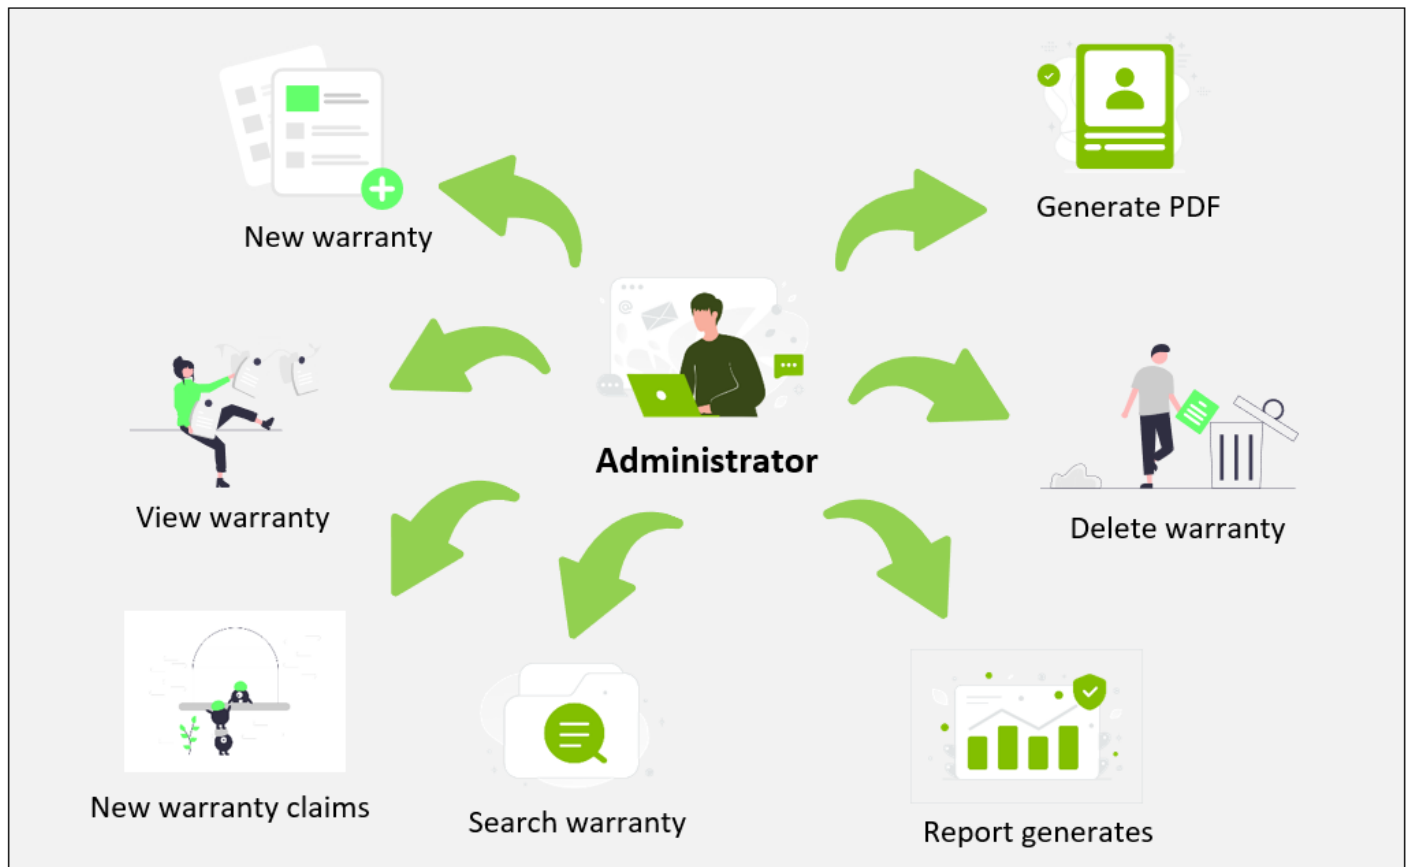 New warranty
Generate PDF
Administrator
View warranty
Delete warranty
New warranty claims
Search warranty
Report generates